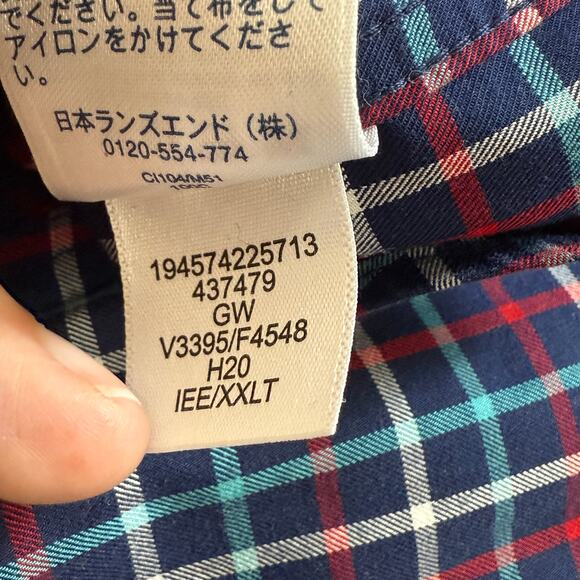 でください。当て布をして
アイロンをかけてくださ
い。
日本ランズエンド（株）
0120-554-774
CI104/M51
194574225713
437479
GW
V3395/F4548
H20
IEE/XXLT